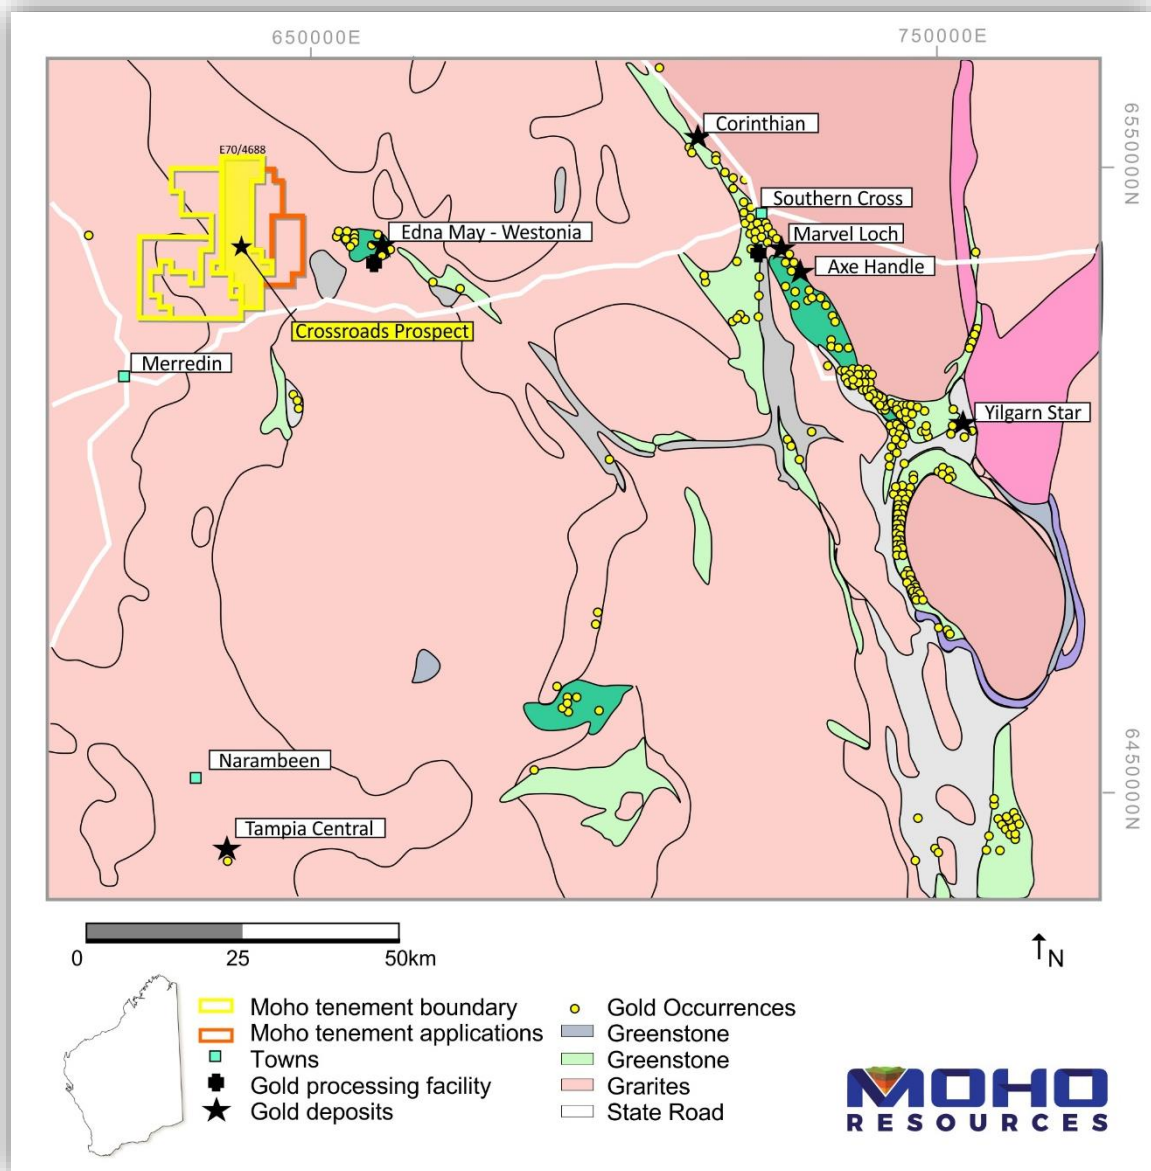 650000E
750000E
6550000N
Corinthian
E70/4688
Southern Cross
Edna May - Westonia
Marvel Loch
Axe Handle
Crossroads Prospect
Merredin
Yilgarn Star
6450000N
Narambeen
Tampia Central
0
25
50km
N
Moho tenement boundary
Moho tenement applications
Towns
Gold processing facility
Gold deposits
Gold Occurrences
Greenstone
Greenstone
Grarites
State Road
MOHO
RESOURCES